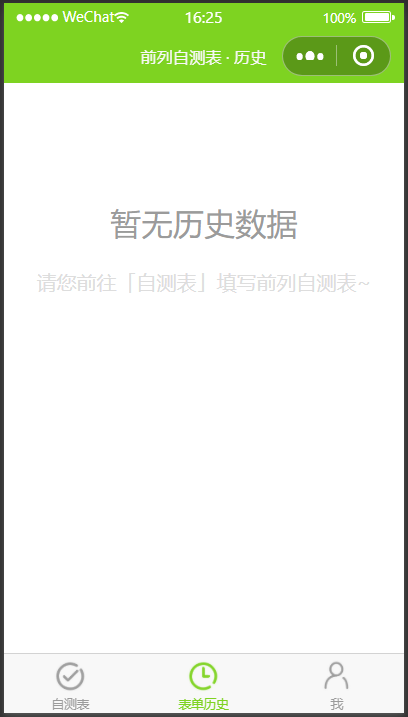 WeChat 16:25 100%
前列自测表 · 历史
暂无历史数据
请您前往「自测表」填写前列自测表~
自测表 表单历史 我